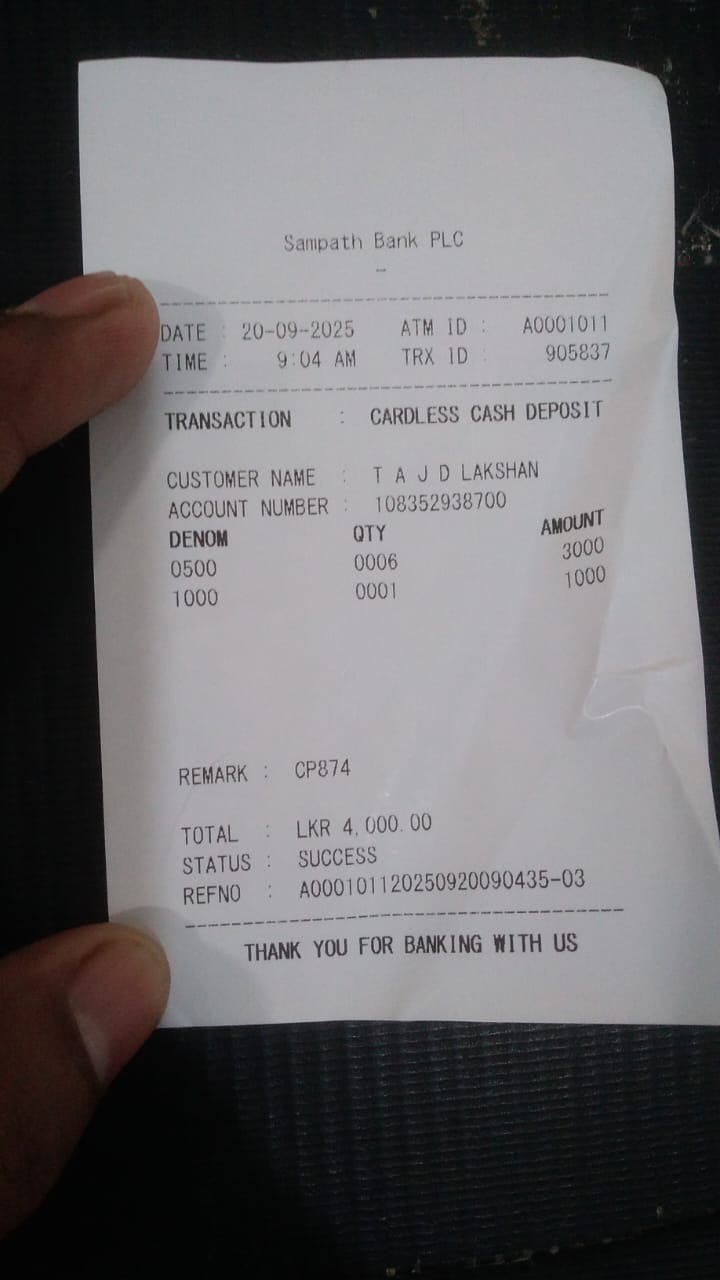 Sampath Bank PLC
-
DATE : 20-09-2025 ATM ID : A0001011
TIME : 9:04 AM TRX ID : 905837
TRANSACTION : CARDLESS CASH DEPOSIT
CUSTOMER NAME : T A J D LAKSHAN
ACCOUNT NUMBER : 108352938700
DENOM QTY AMOUNT
0500 0006 3000
1000 0001 1000
REMARK : CP874
TOTAL : LKR 4,000.00
STATUS : SUCCESS
REFNO : A000101120250920090435-03
THANK YOU FOR BANKING WITH US